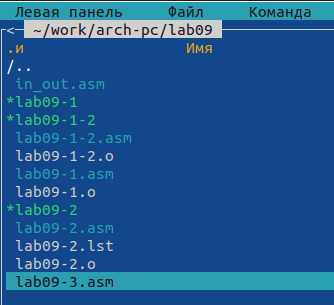 Левая панель Файл Команда
< ~/work/arch-pc/lab09
.и Имя
/..
in_out.asm
*lab09-1
*lab09-1-2
lab09-1-2.asm
lab09-1-2.o
lab09-1.asm
lab09-1.o
*lab09-2
lab09-2.asm
lab09-2.lst
lab09-2.o
lab09-3.asm